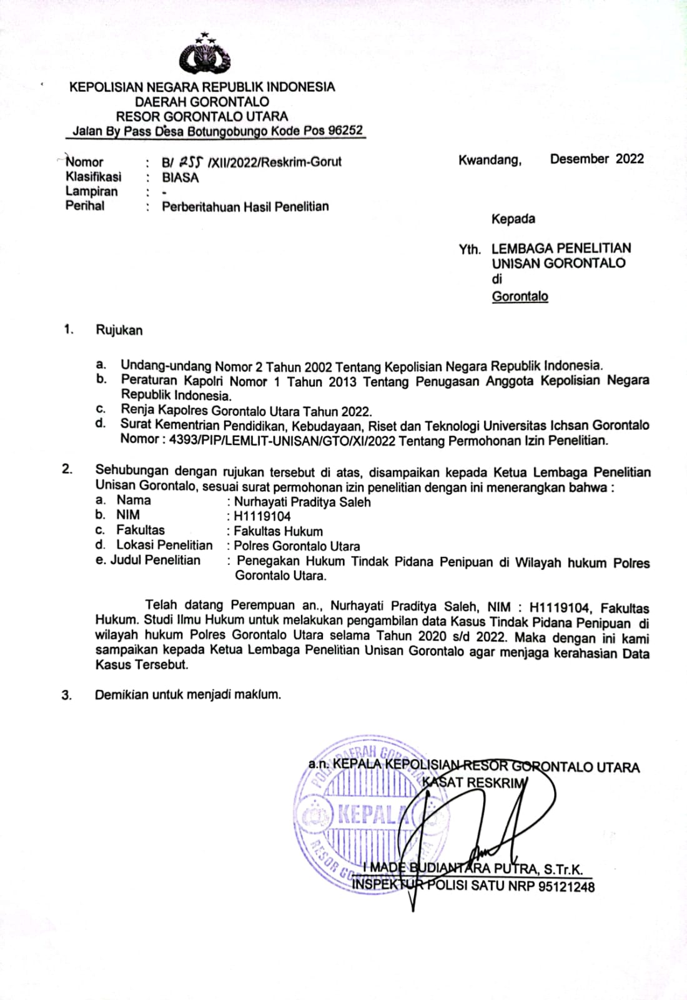 KEPOLISIAN NEGARA REPUBLIK INDONESIA
DAERAH GORONTALO
RESOR GORONTALO UTARA
Jalan By Pass Desa Botungobungo Kode Pos 96252
Nomor : B/ 255 /XII/2022/Reskrim-Gorut
Klasifikasi : BIASA
Lampiran : -
Perihal : Perberitahuan Hasil Penelitian
Kwandang, Desember 2022
Kepada
Yth. LEMBAGA PENELITIAN
UNISAN GORONTALO
di
Gorontalo
1. Rujukan
a. Undang-undang Nomor 2 Tahun 2002 Tentang Kepolisian Negara Republik Indonesia.
b. Peraturan Kapolri Nomor 1 Tahun 2013 Tentang Penugasan Anggota Kepolisian Negara
Republik Indonesia.
c. Renja Kapolres Gorontalo Utara Tahun 2022.
d. Surat Kementrian Pendidikan, Kebudayaan, Riset dan Teknologi Universitas Ichsan Gorontalo
Nomor : 4393/PIP/LEMLIT-UNISAN/GTO/XI/2022 Tentang Permohonan Izin Penelitian.
2. Sehubungan dengan rujukan tersebut di atas, disampaikan kepada Ketua Lembaga Penelitian
Unisan Gorontalo, sesuai surat permohonan izin penelitian dengan ini menerangkan bahwa :
a. Nama : Nurhayati Praditya Saleh
b. NIM : H1119104
c. Fakultas : Fakultas Hukum
d. Lokasi Penelitian : Polres Gorontalo Utara
e. Judul Penelitian : Penegakan Hukum Tindak Pidana Penipuan di Wilayah hukum Polres
Gorontalo Utara.
Telah datang Perempuan an., Nurhayati Praditya Saleh, NIM : H1119104, Fakultas
Hukum. Studi Ilmu Hukum untuk melakukan pengambilan data Kasus Tindak Pidana Penipuan di
wilayah hukum Polres Gorontalo Utara selama Tahun 2020 s/d 2022. Maka dengan ini kami
sampaikan kepada Ketua Lembaga Penelitian Unisan Gorontalo agar menjaga kerahasian Data
Kasus Tersebut.
3. Demikian untuk menjadi maklum.
a.n. KEPALA KEPOLISIAN RESOR GORONTALO UTARA
KASAT RESKRIM
KEPALA
I MADE BUDIANTARA PUTRA, S.Tr.K.
INSPEKTUR POLISI SATU NRP 95121248